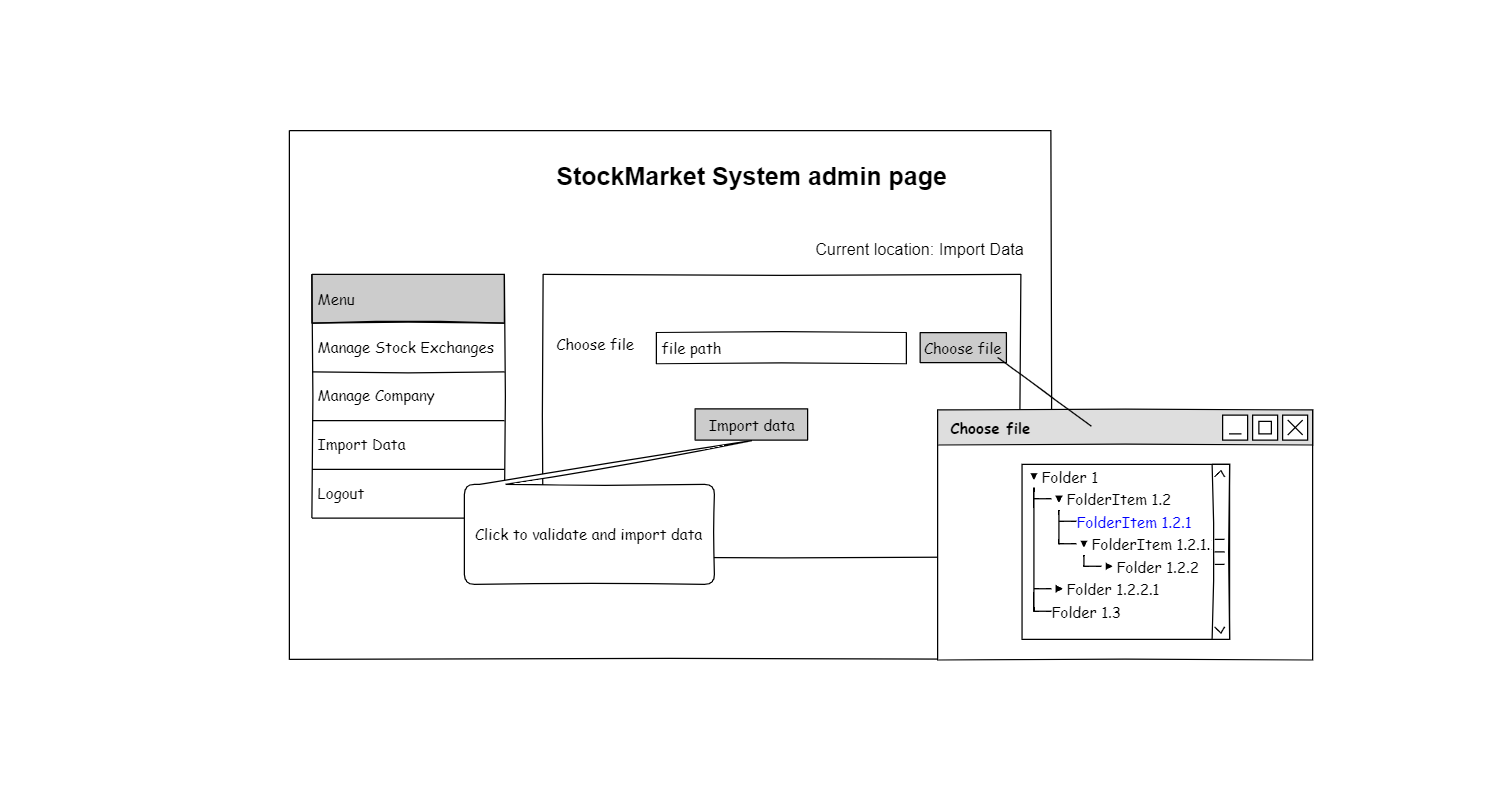 StockMarket System admin page
Current location: Import Data
Menu
Manage Stock Exchanges
Manage Company
Import Data
Logout
Choose file
file path
Choose file
Import data
Click to validate and import data
Choose file
Folder 1
FolderItem 1.2
FolderItem 1.2.1
FolderItem 1.2.1.
Folder 1.2.2
Folder 1.2.2.1
Folder 1.3